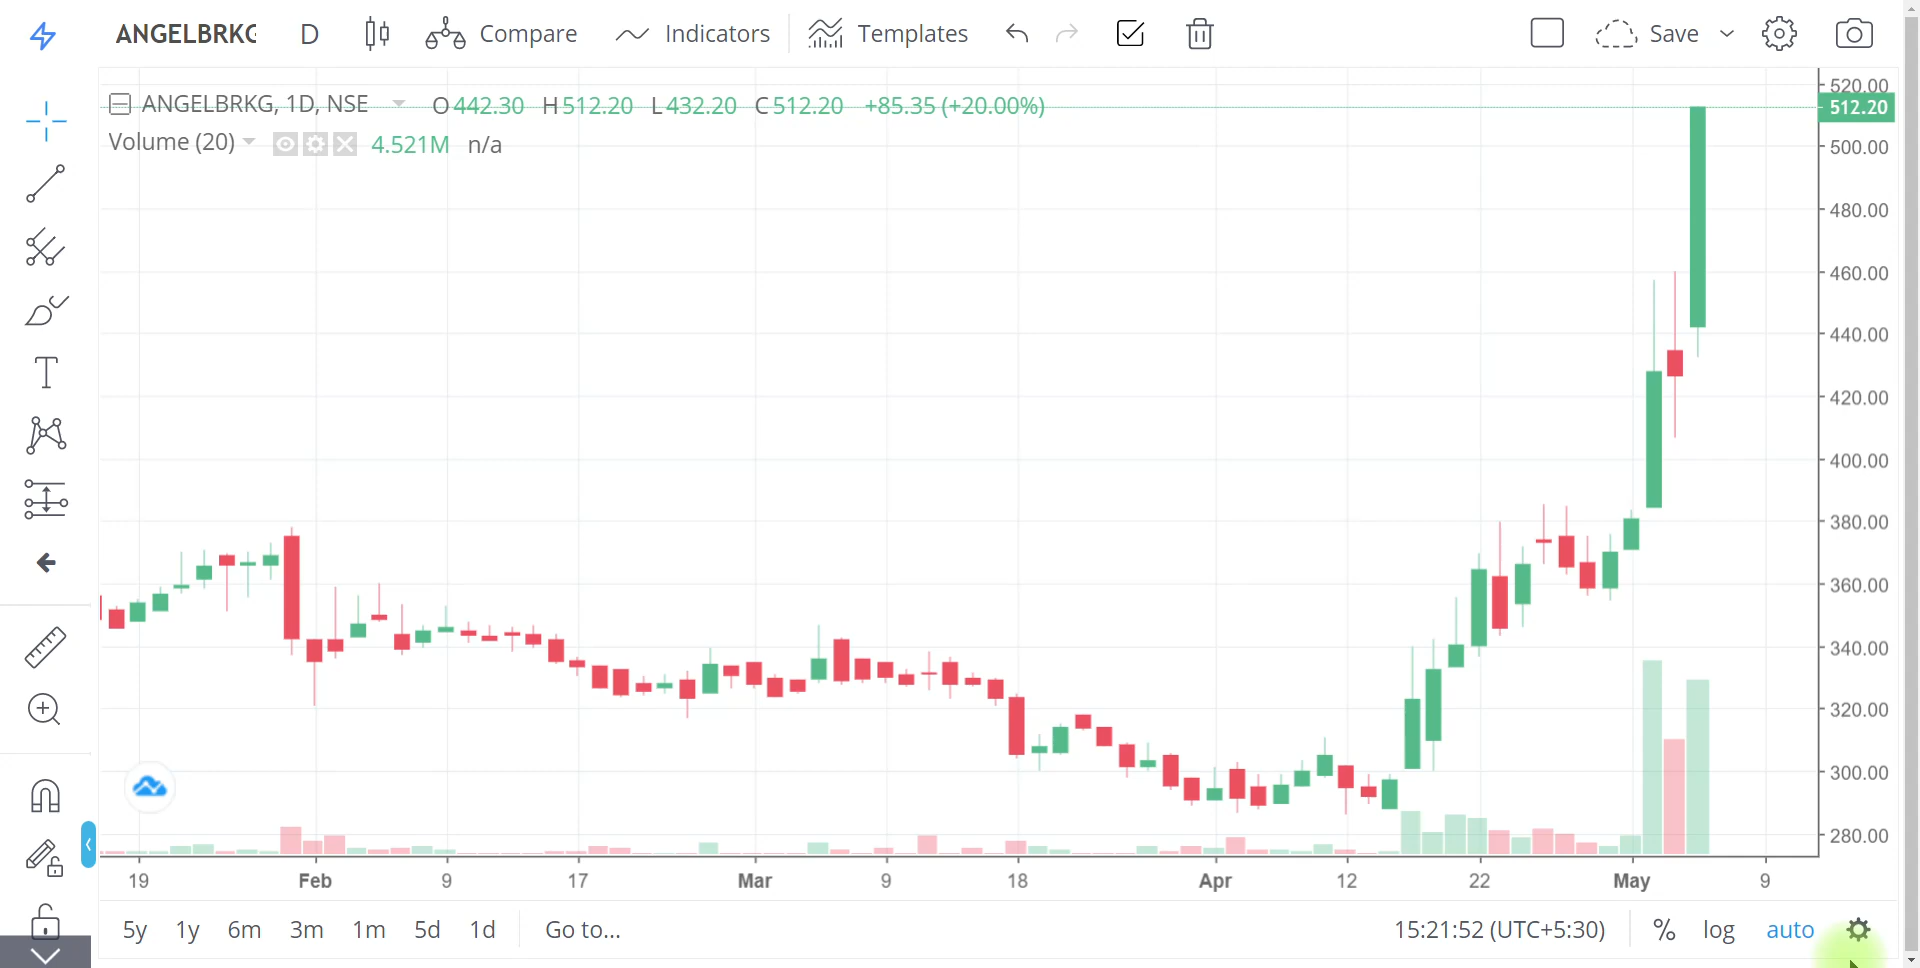 ANGELBRKG D Compare Indicators Templates Save
ANGELBRKG, 1D, NSE O442.30 H512.20 L432.20 C512.20 +85.35 (+20.00%)
Volume (20) 4.521M n/a
520.00
512.20
500.00
480.00
460.00
440.00
420.00
400.00
380.00
360.00
340.00
320.00
300.00
280.00
19 Feb 9 17 Mar 9 18 Apr 12 22 May 9
5y 1y 6m 3m 1m 5d 1d Go to... 15:21:52 (UTC+5:30) % log auto